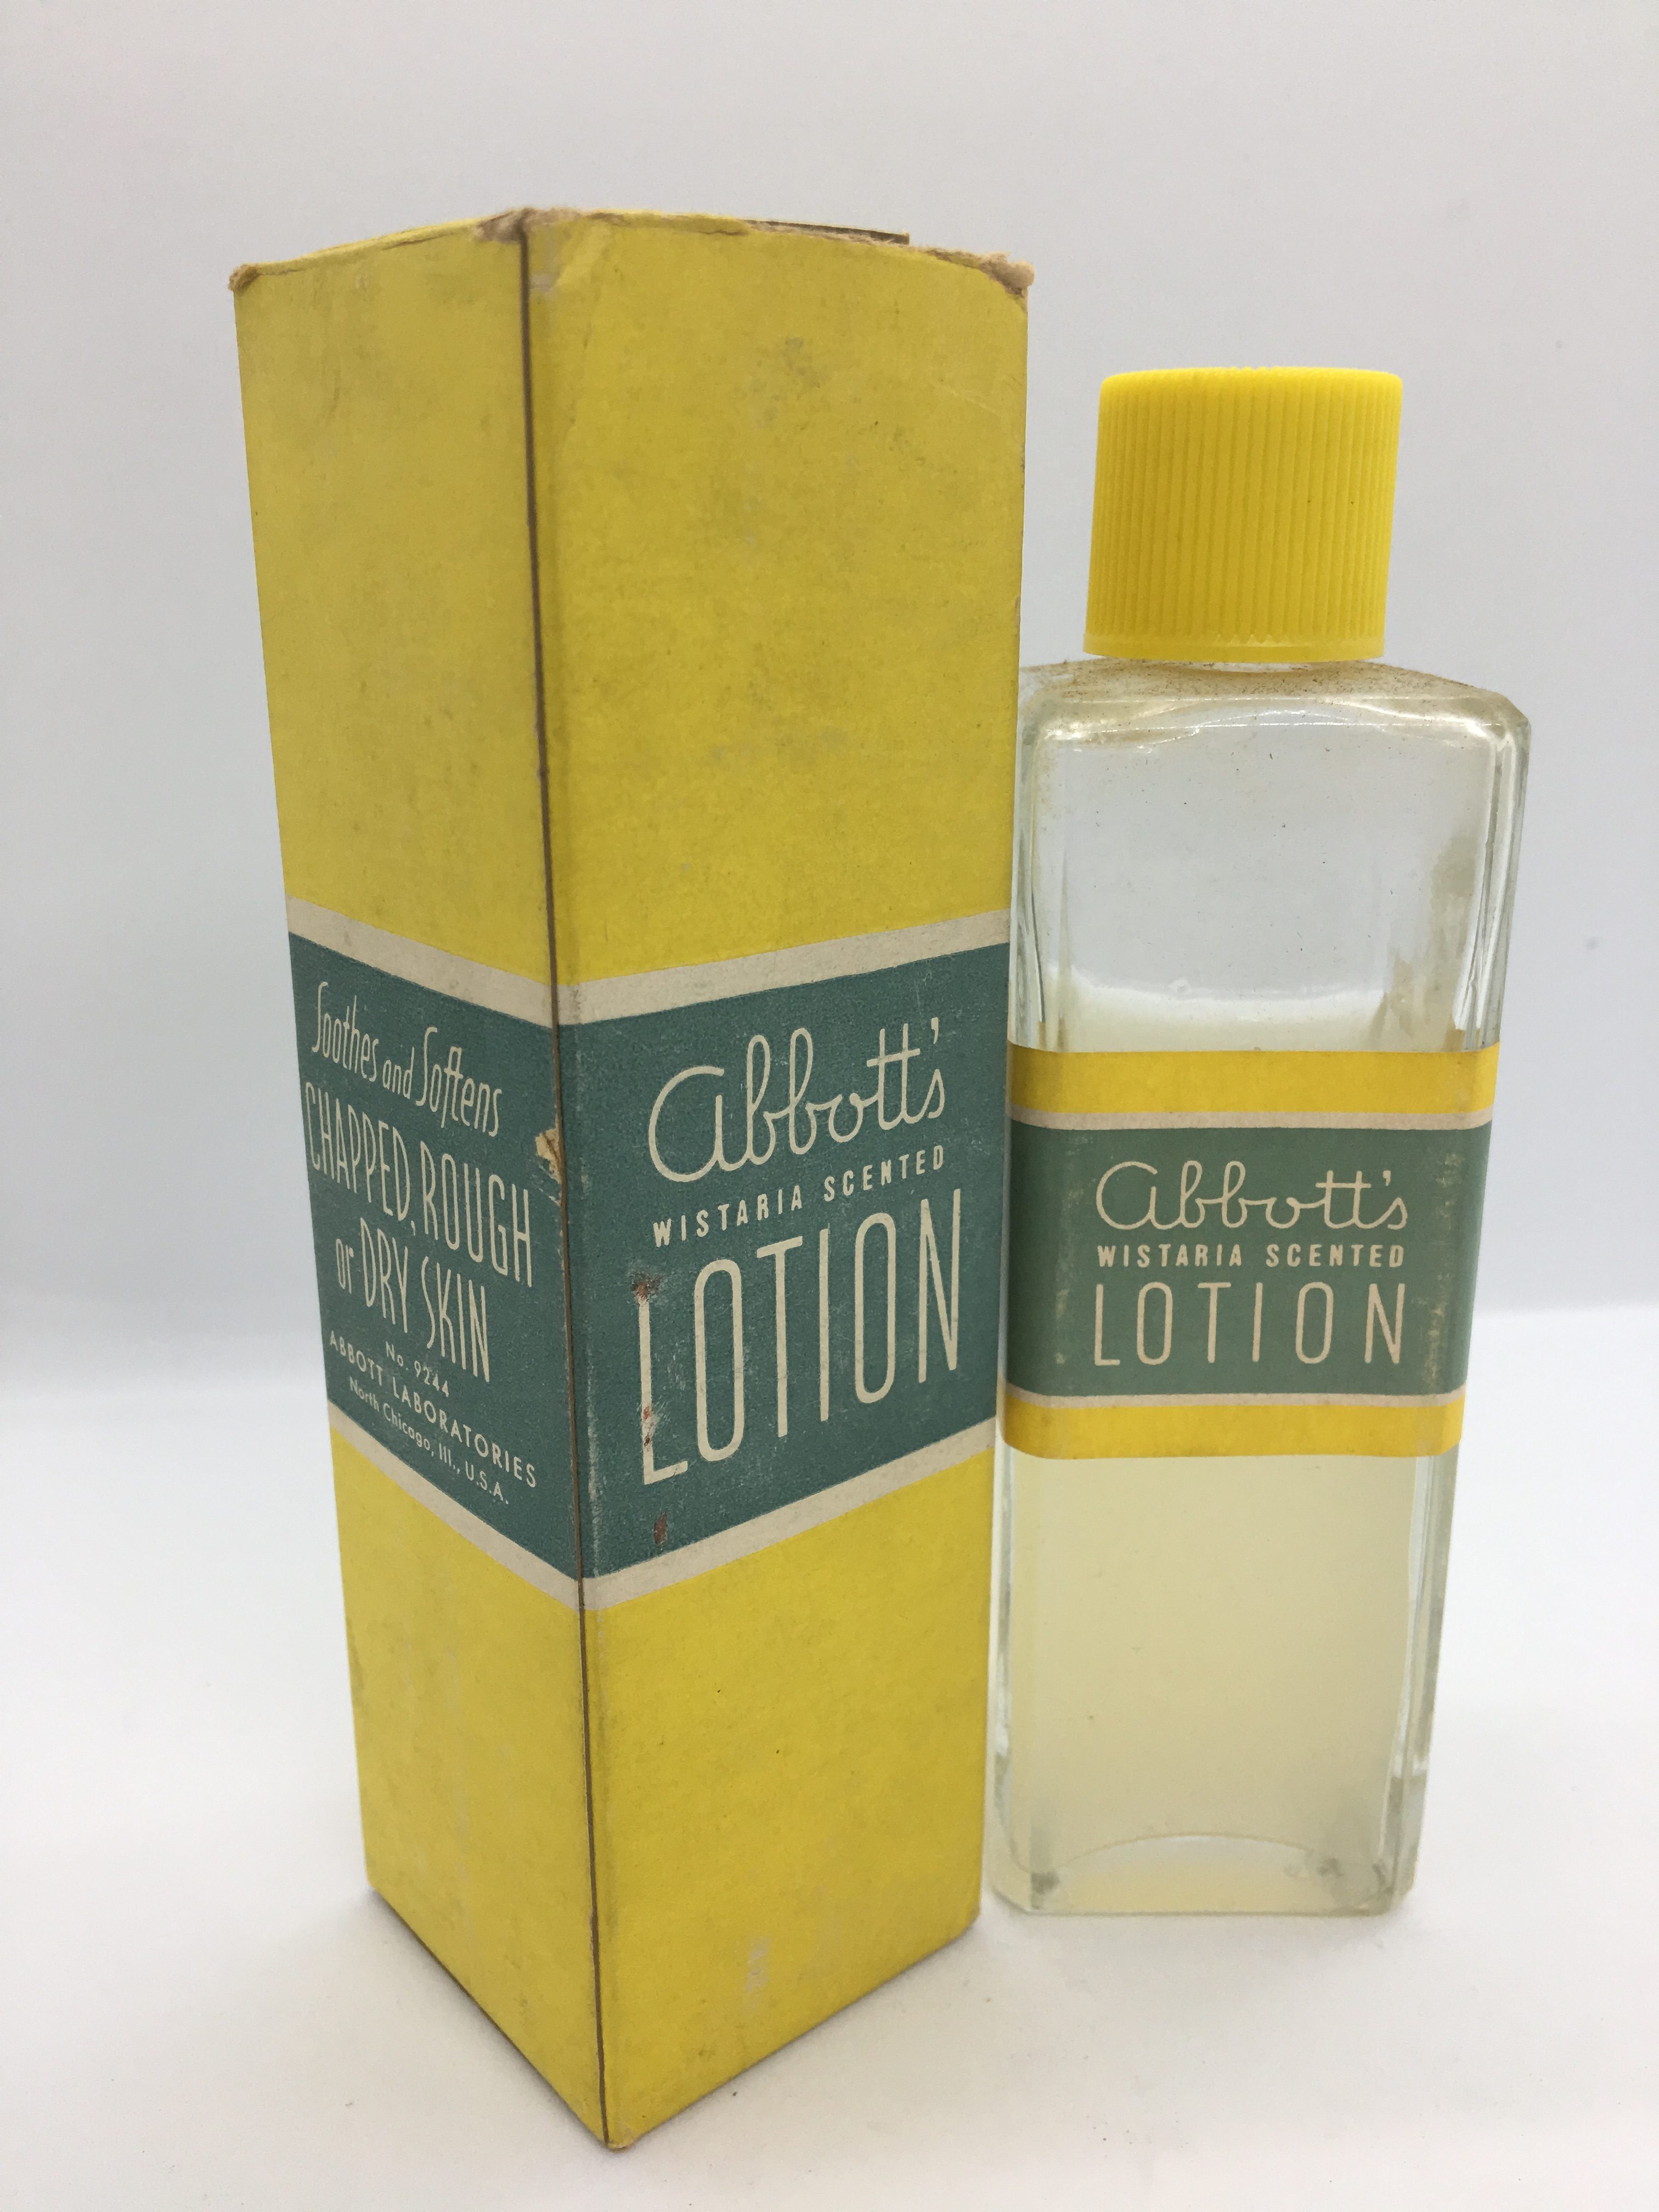 Soothes and Softens
CHAPPED, ROUGH
or DRY SKIN
No. 9244
ABBOTT LABORATORIES
North Chicago, Ill., U.S.A.
Abbott's
WISTARIA SCENTED
LOTION
Abbott's
WISTARIA SCENTED
LOTION